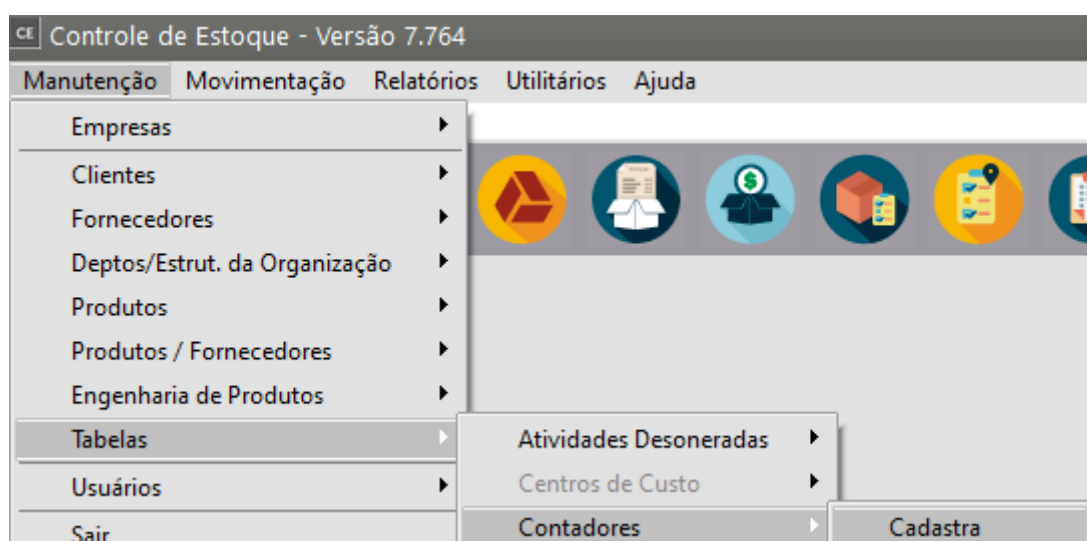 CE Controle de Estoque - Versão 7.764
Manutenção Movimentação Relatórios Utilitários Ajuda
Empresas
Clientes
Fornecedores
Deptos/Estrut. da Organização
Produtos
Produtos / Fornecedores
Engenharia de Produtos
Tabelas Atividades Desoneradas
Usuários Centros de Custo
Sair Contadores Cadastra